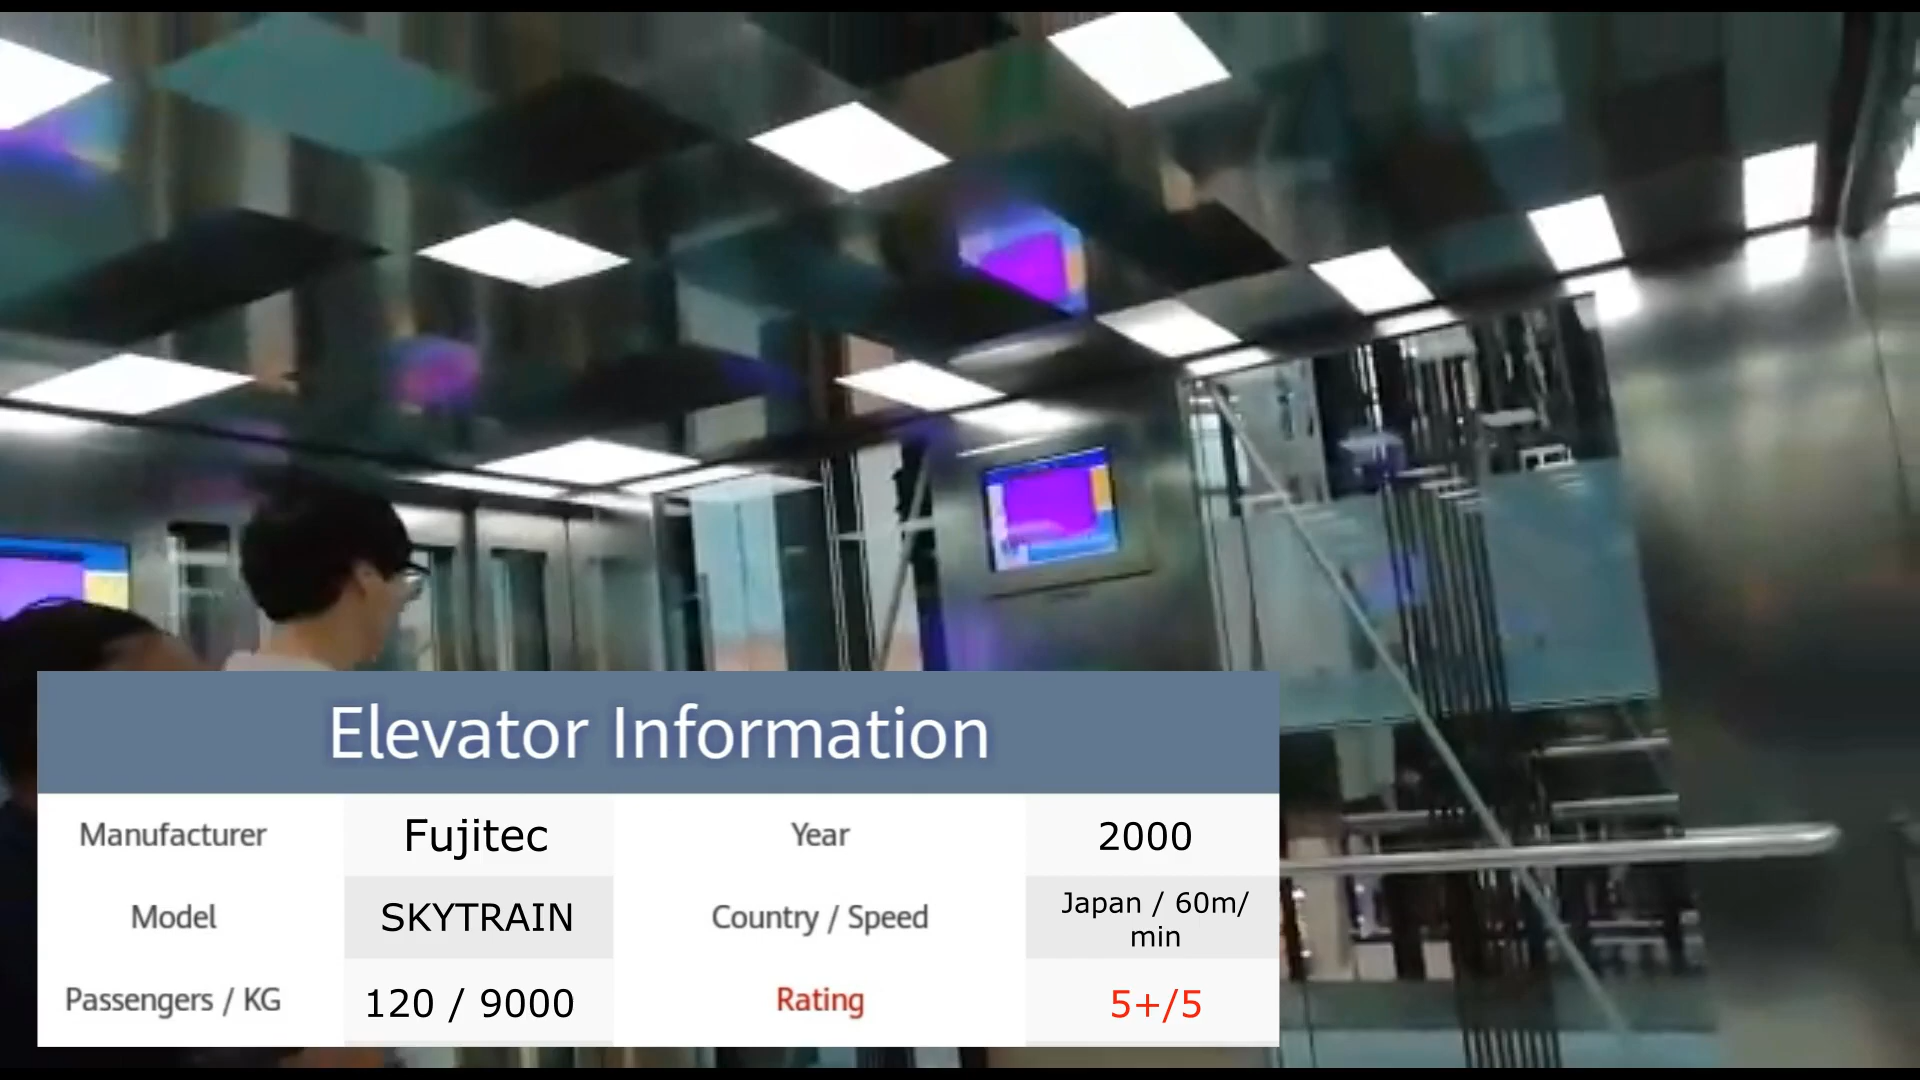 Elevator Information
Manufacturer Fujitec Year 2000
Model SKYTRAIN Country / Speed Japan / 60m/
min
Passengers / KG 120 / 9000 Rating 5+/5